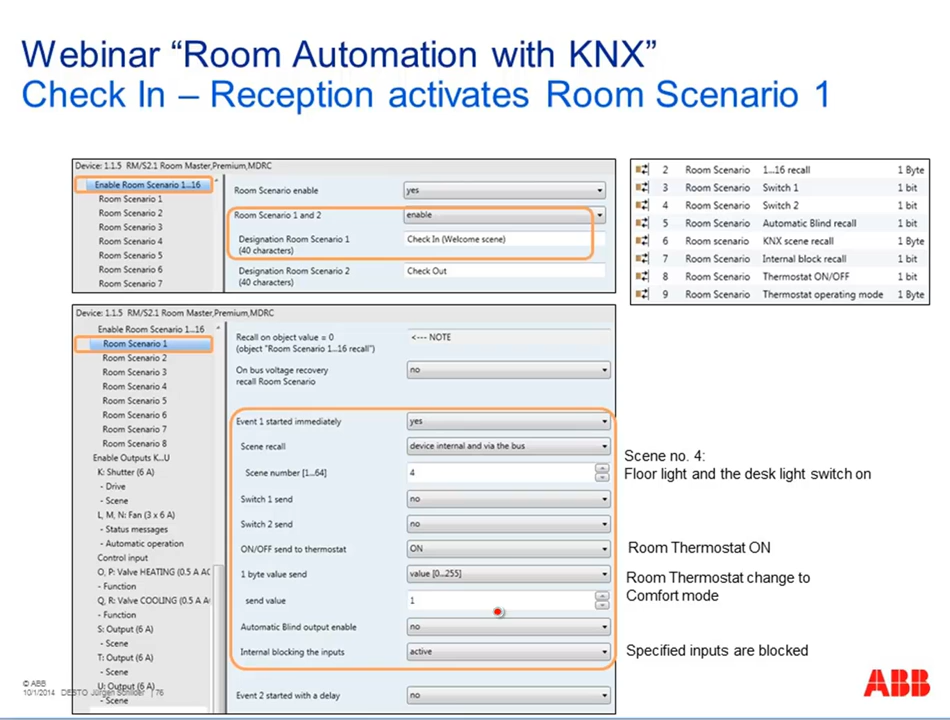 Webinar “Room Automation with KNX”
Check In – Reception activates Room Scenario 1
Device: 1.1.5 RM/S2.1 Room Master,Premium,MDRC
Enable Room Scenario 1...16
Room Scenario 1
Room Scenario 2
Room Scenario 3
Room Scenario 4
Room Scenario 5
Room Scenario 6
Room Scenario 7
Room Scenario enable yes
Room Scenario 1 and 2 enable
Designation Room Scenario 1 Check In (Welcome scene)
(40 characters)
Designation Room Scenario 2 Check Out
(40 characters)
2 Room Scenario 1...16 recall 1 Byte
3 Room Scenario Switch 1 1 bit
4 Room Scenario Switch 2 1 bit
5 Room Scenario Automatic Blind recall 1 bit
6 Room scenario KNX scene recall 1 Byte
7 Room Scenario Internal block recall 1 bit
8 Room Scenario Thermostat ON/OFF 1 bit
9 Room Scenario Thermostat operating mode 1 Byte
Device: 1.1.5 RM/S2.1 Room Master,Premium,MDRC
Enable Room Scenario 1...16
Room Scenario 1
Room Scenario 2
Room Scenario 3
Room Scenario 4
Room Scenario 5
Room Scenario 6
Room Scenario 7
Room Scenario 8
Enable Outputs K...U
K: Shutter (6 A)
- Drive
- Scene
L, M, N: Fan (3 x 6 A)
- Status messages
- Automatic operation
Control input
O, P: Valve HEATING (0.5 A AC
- Function
Q, R: Valve COOLING (0.5 A A
- Function
S: Output (6 A)
- Scene
T: Output (6 A)
- Scene
U: Output (6 A)
- Scene
Recall on object value = 0 <--- NOTE
(object "Room Scenario 1...16 recall")
On bus voltage recovery no
recall Room Scenario
Event 1 started immediately yes
Scene recall device internal and via the bus
Scene number [1...64] 4
Switch 1 send no
Switch 2 send no
ON/OFF send to thermostat ON
1 byte value send value [0...255]
send value 1
Automatic Blind output enable no
Internal blocking the inputs active
Event 2 started with a delay no
Scene no. 4:
Floor light and the desk light switch on
Room Thermostat ON
Room Thermostat change to
Comfort mode
Specified inputs are blocked
© ABB
10/1/2014 DESTO Jürgen Schilder | 76
ABB